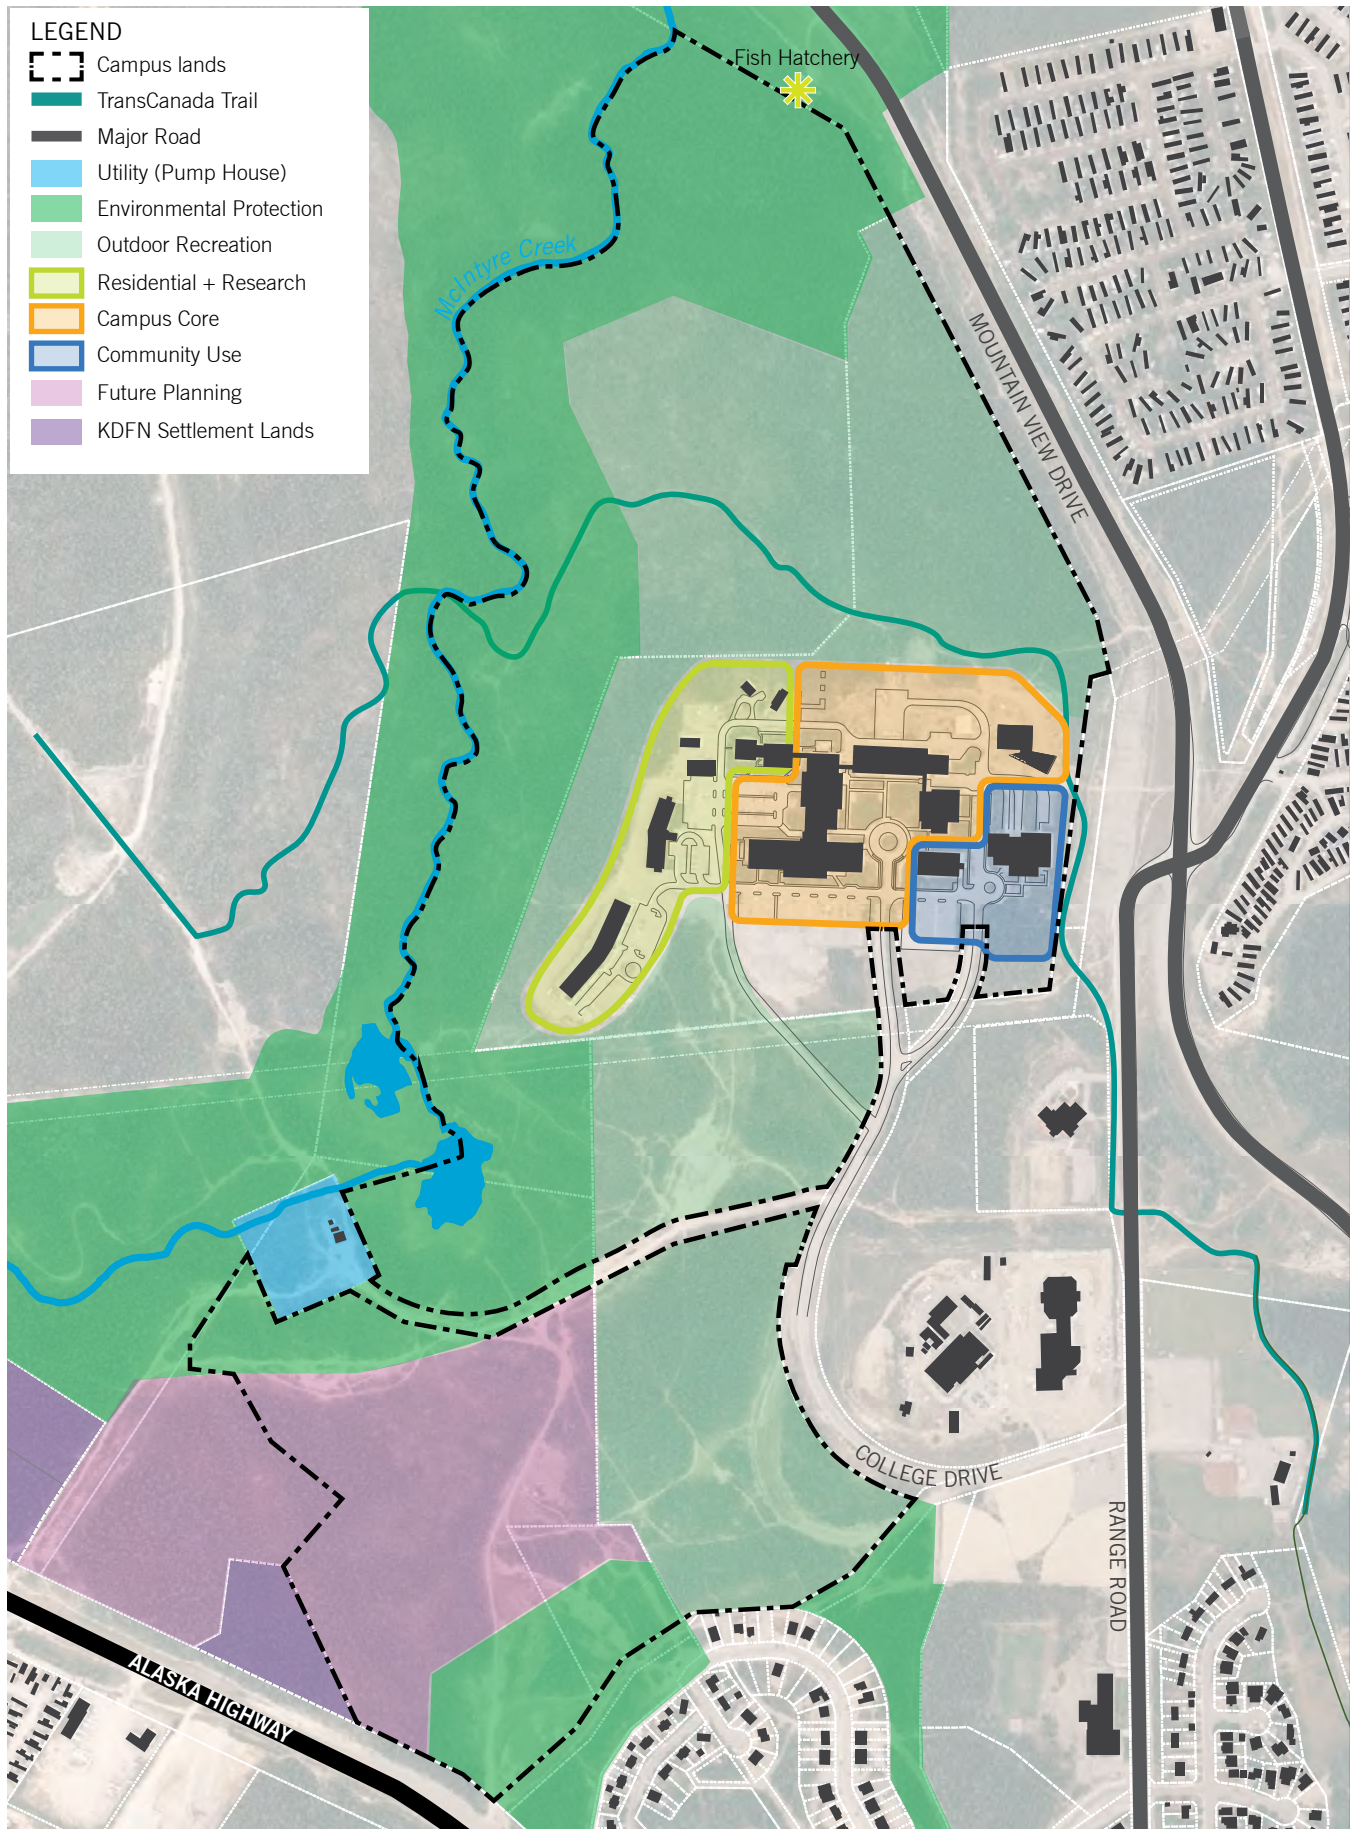 LEGEND
Campus lands
TransCanada Trail
Major Road
Utility (Pump House)
Environmental Protection
Outdoor Recreation
Residential + Research
Campus Core
Community Use
Future Planning
KDFN Settlement Lands
Fish Hatchery
McIntyre Creek
MOUNTAIN VIEW DRIVE
COLLEGE DRIVE
RANGE ROAD
ALASKA HIGHWAY